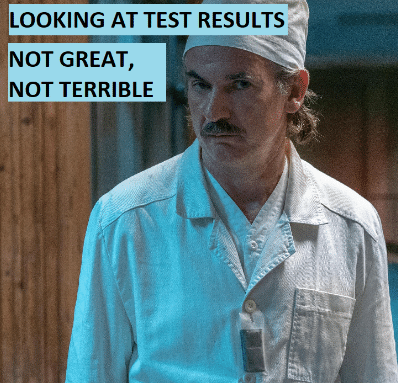 LOOKING AT TEST RESULTS
NOT GREAT,
NOT TERRIBLE